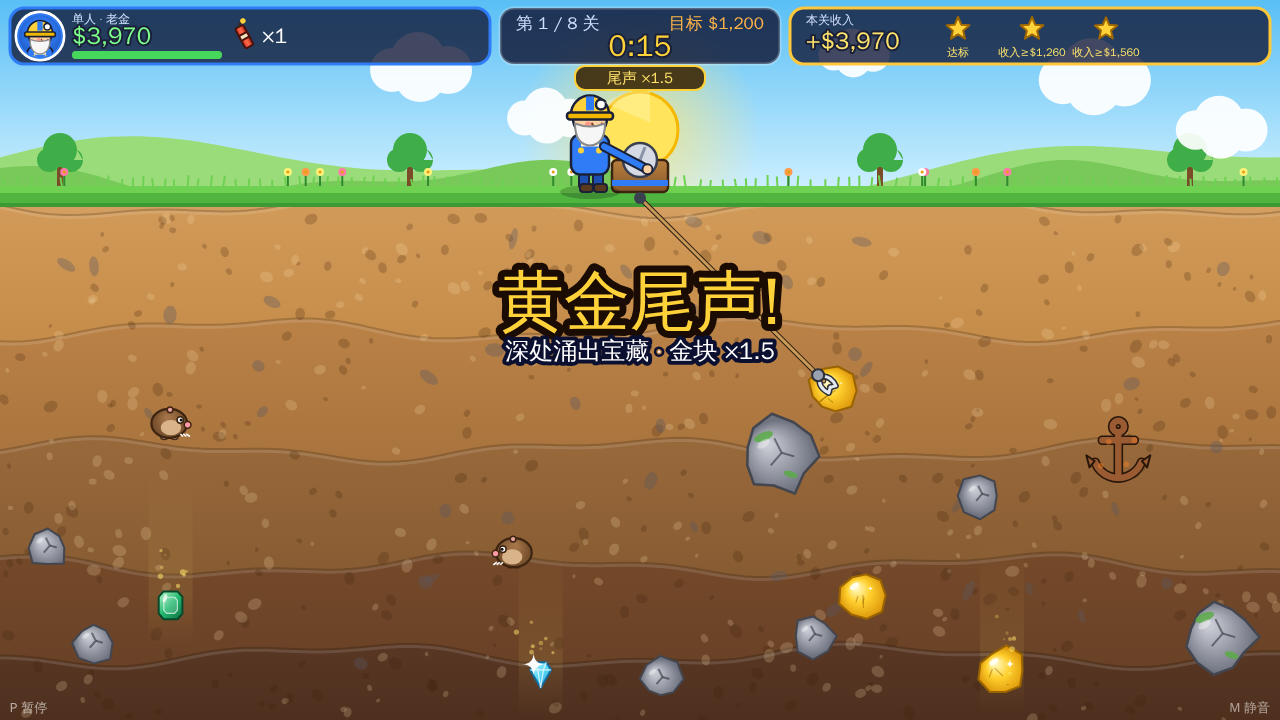 单人 · 老金
$3,970
×1
第 1 / 8 关
目标 $1,200
0:15
本关收入
+$3,970
达标
收入≥$1,260
收入≥$1,560
尾声 ×1.5
黄金尾声!
深处涌出宝藏 · 金块 ×1.5
P 暂停
M 静音